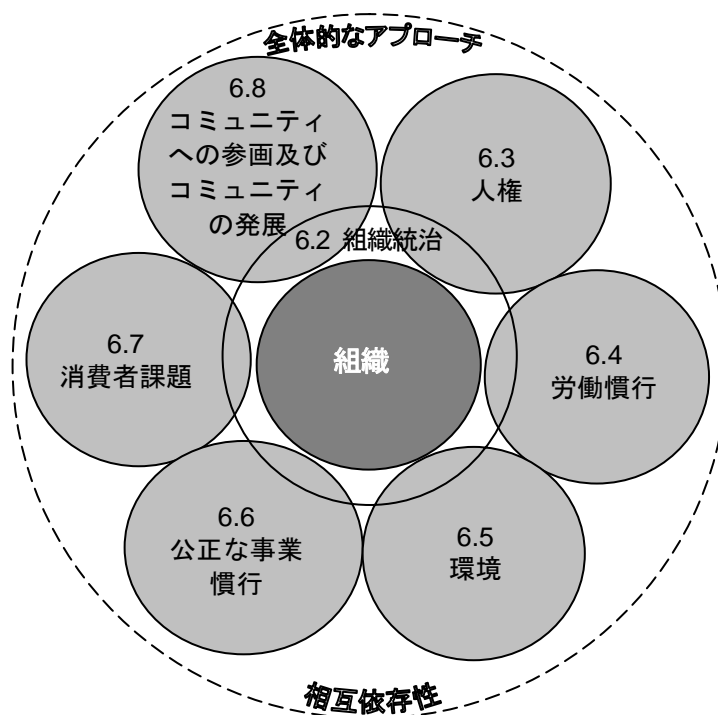 全体的なアプローチ
6.8
コミュニティ
への参画及び
コミュニティ
の発展
6.3
人権
6.2 組織統治
組織
6.7
消費者課題
6.4
労働慣行
6.6
公正な事業
慣行
6.5
環境
相互依存性